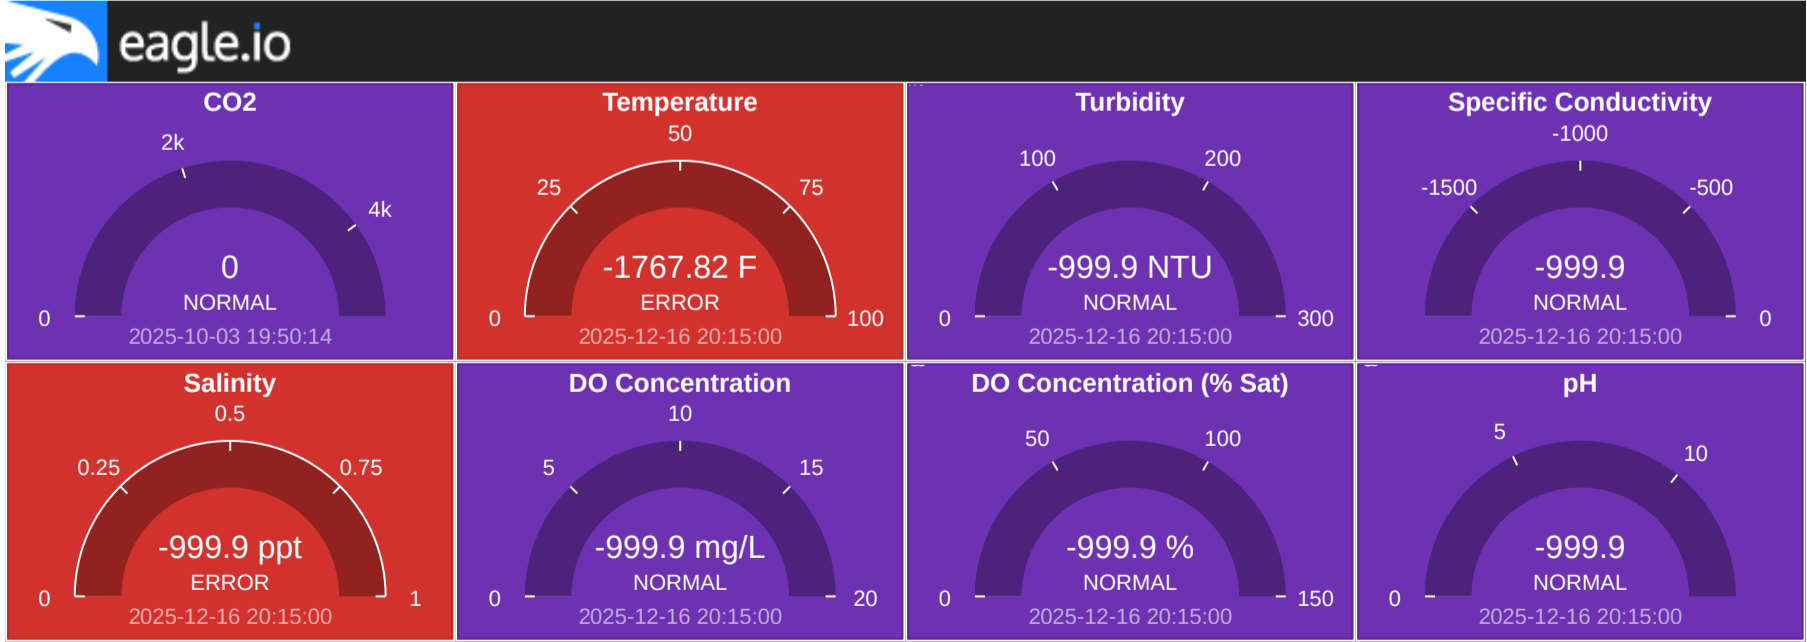 eagle.io
CO2
2k
4k
0
NORMAL
0
2025-10-03 19:50:14
Temperature
50
25
75
-1767.82 F
ERROR
0
100
2025-12-16 20:15:00
Turbidity
100
200
-999.9 NTU
NORMAL
0
300
2025-12-16 20:15:00
Specific Conductivity
-1000
-1500
-500
-999.9
NORMAL
0
2025-12-16 20:15:00
Salinity
0.5
0.25
0.75
-999.9 ppt
ERROR
0
1
2025-12-16 20:15:00
DO Concentration
10
5
15
-999.9 mg/L
NORMAL
0
20
2025-12-16 20:15:00
DO Concentration (% Sat)
50
100
-999.9 %
NORMAL
0
150
2025-12-16 20:15:00
pH
5
10
-999.9
NORMAL
0
2025-12-16 20:15:00